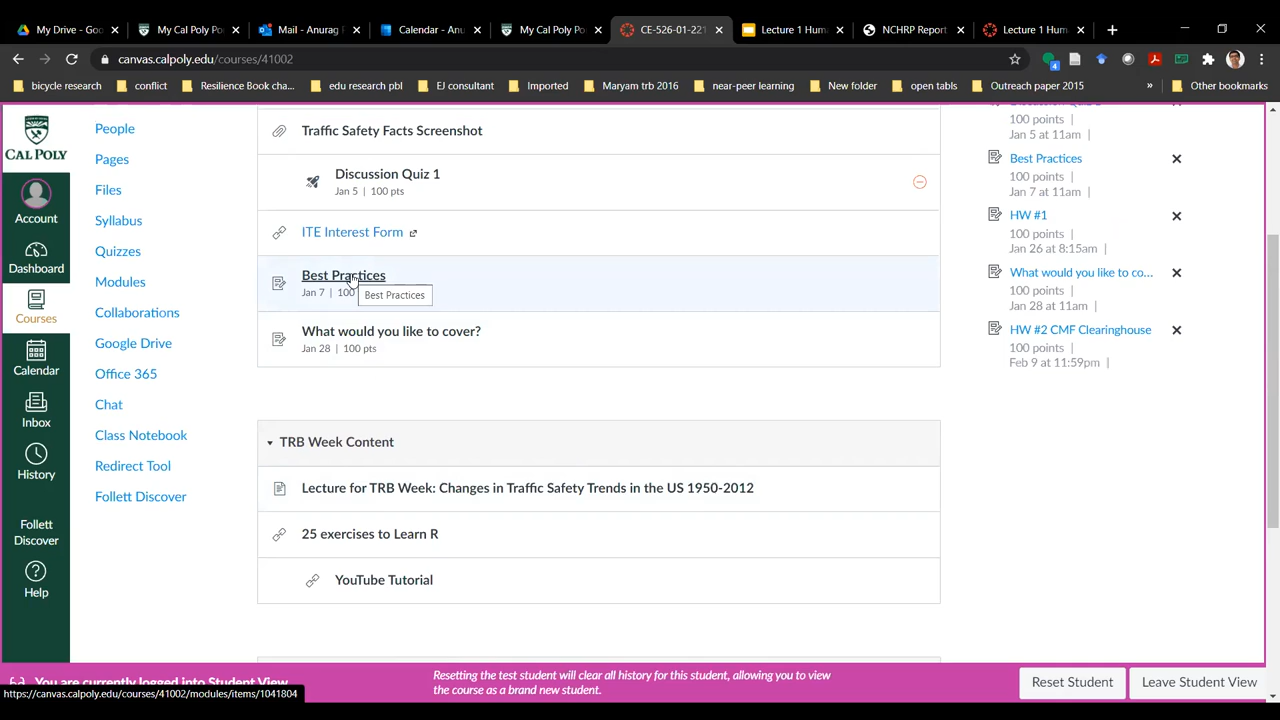 My Drive - Goo
My Cal Poly Po
Mail - Anurag P
Calendar - Anu
My Cal Poly Po
CE-526-01-221
Lecture 1 Hum
NCHRP Report
Lecture 1 Hum
canvas.calpoly.edu/courses/41002
4
bicycle research
conflict
Resilience Book cha...
edu research pbl
EJ consultant
Imported
Maryam trb 2016
near-peer learning
New folder
open tables
Outreach paper 2015
»
Other bookmarks
CAL POLY
Account
Dashboard
Courses
Calendar
Inbox
History
Follett
Discover
Help
People
Pages
Files
Syllabus
Quizzes
Modules
Collaborations
Google Drive
Office 365
Chat
Class Notebook
Redirect Tool
Follett Discover
Traffic Safety Facts Screenshot
Discussion Quiz 1
Jan 5 | 100 pts
ITE Interest Form
Best Practices
Jan 7 | 100
Best Practices
What would you like to cover?
Jan 28 | 100 pts
TRB Week Content
Lecture for TRB Week: Changes in Traffic Safety Trends in the US 1950-2012
25 exercises to Learn R
YouTube Tutorial
Discussion Quiz 1
100 points |
Jan 5 at 11am |
Best Practices
100 points |
Jan 7 at 11am |
HW #1
100 points |
Jan 26 at 8:15am |
What would you like to co...
100 points |
Jan 28 at 11am |
HW #2 CMF Clearinghouse
100 points |
Feb 9 at 11:59pm |
You are currently logged into Student View
Resetting the test student will clear all history for this student, allowing you to view
the course as a brand new student.
Reset Student
Leave Student View
https://canvas.calpoly.edu/courses/41002/modules/items/1041804